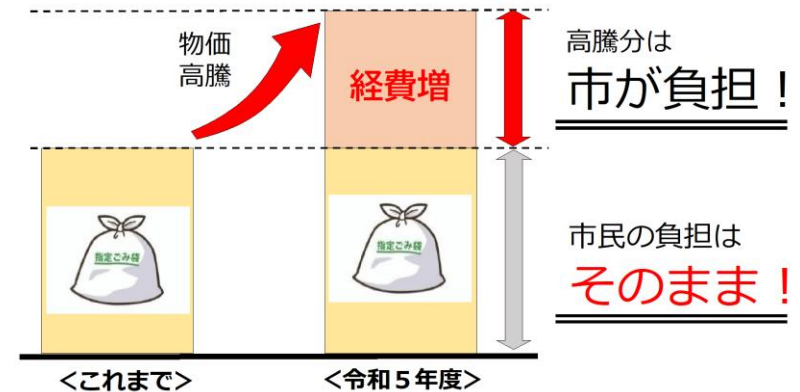 物価
高騰
経費増
高騰分は
市が負担！
指定ごみ袋
指定ごみ袋
市民の負担は
そのまま！
＜これまで＞
＜令和５年度＞